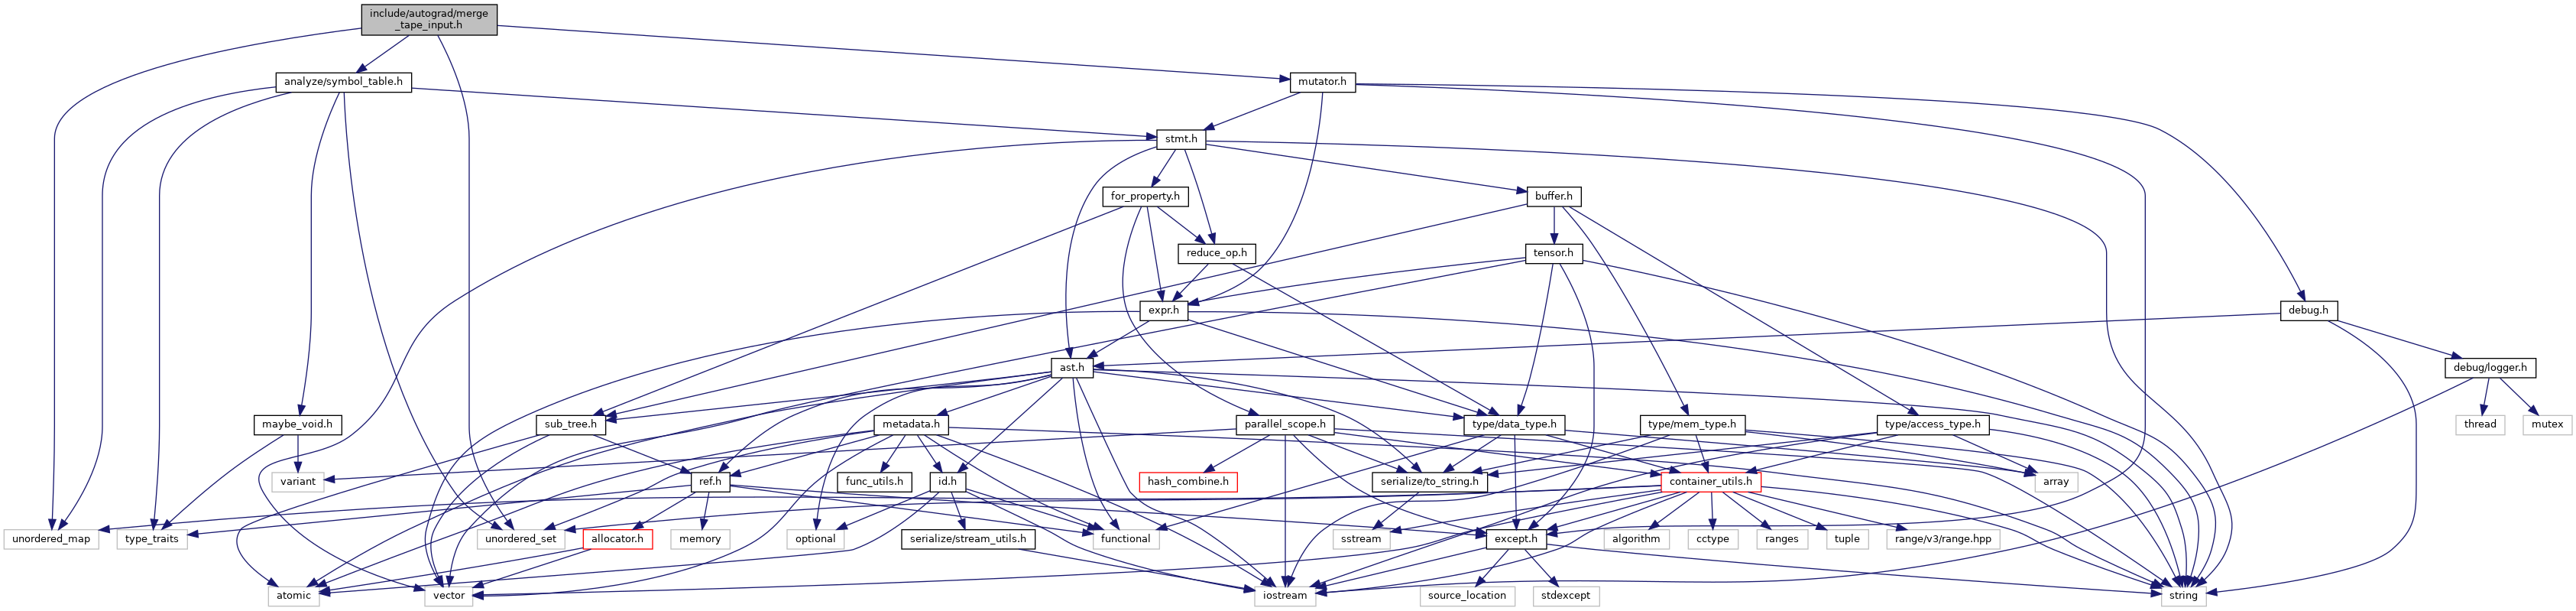 include/autograd/merge
_tape_input.h
analyze/symbol_table.h
mutator.h
stmt.h
for_property.h
buffer.h
reduce_op.h
tensor.h
expr.h
debug.h
ast.h
debug/logger.h
maybe_void.h
sub_tree.h
metadata.h
parallel_scope.h
type/data_type.h
type/mem_type.h
type/access_type.h
thread
mutex
variant
ref.h
func_utils.h
id.h
hash_combine.h
serialize/to_string.h
container_utils.h
array
unordered_map
type_traits
unordered_set
allocator.h
memory
optional
serialize/stream_utils.h
functional
sstream
except.h
algorithm
cctype
ranges
tuple
range/v3/range.hpp
atomic
vector
iostream
source_location
stdexcept
string